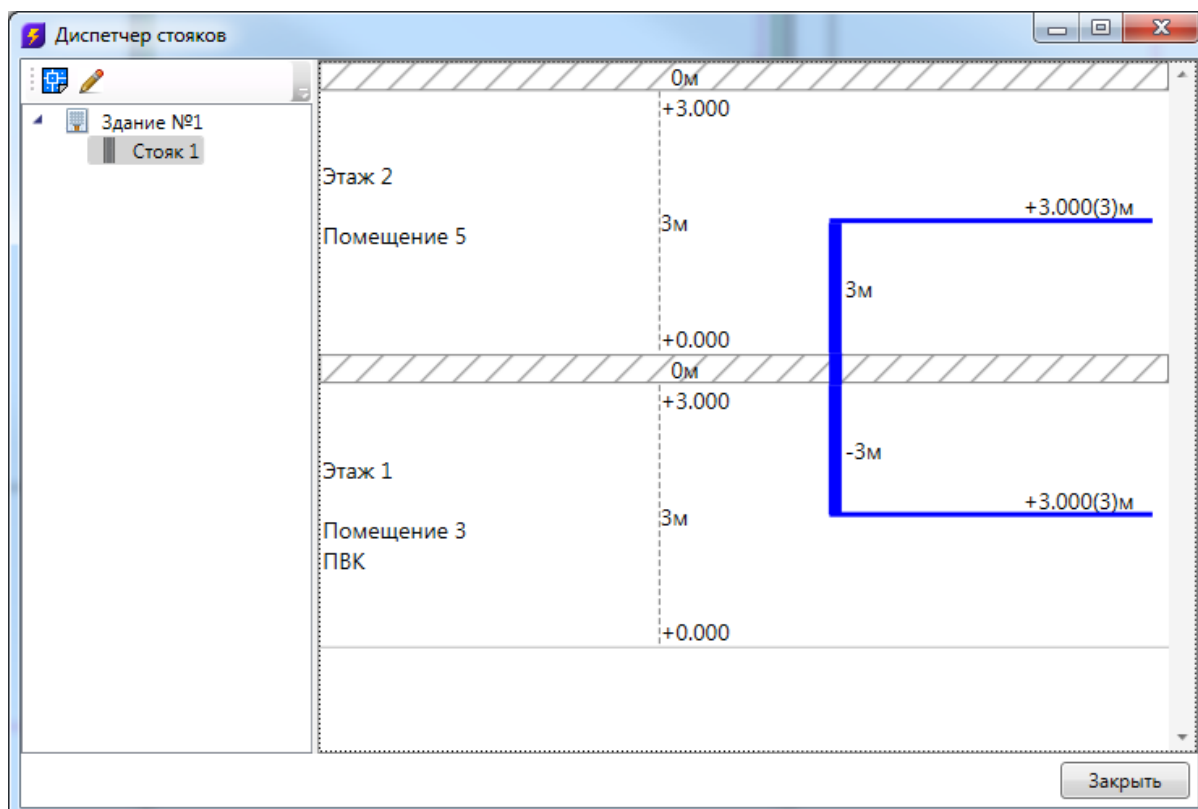 Диспетчер стояков
Здание №1
Стояк 1
0м
+3.000
Этаж 2
+3.000(3)м
3м
Помещение 5
3м
+0.000
0м
+3.000
-3м
Этаж 1
+3.000(3)м
3м
Помещение 3
ПВК
+0.000
Закрыть